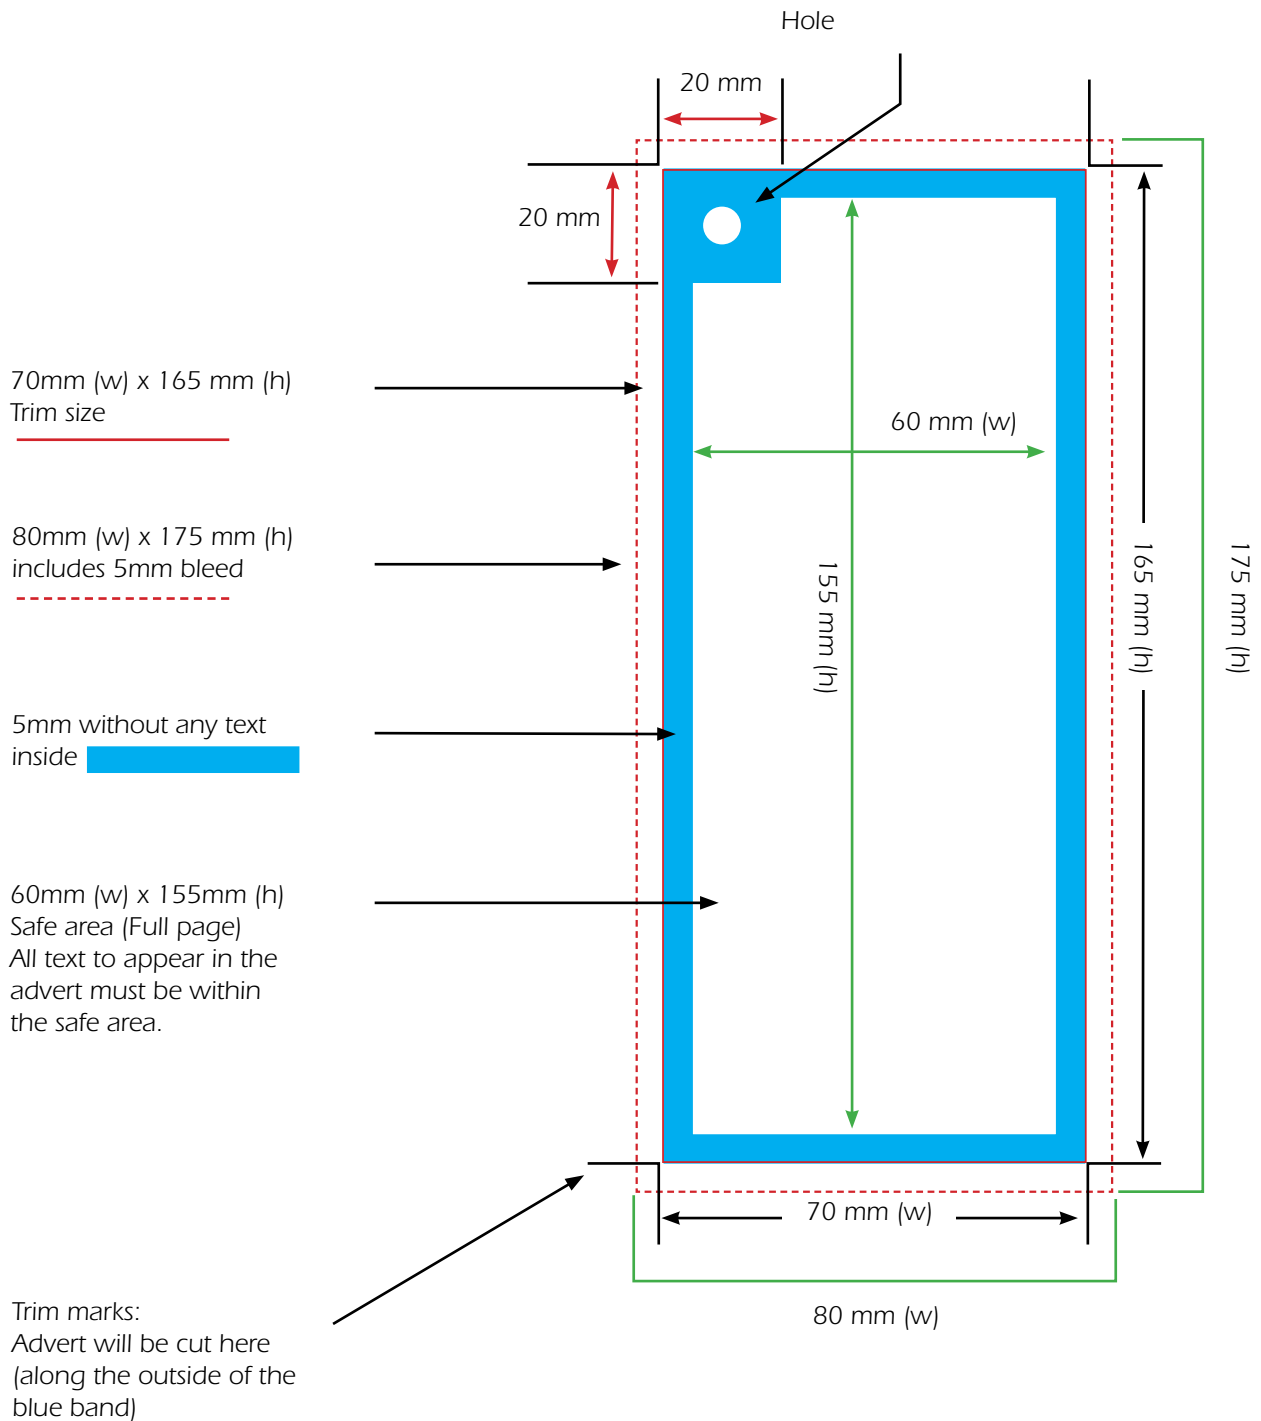 Hole
20 mm
20 mm
70mm (w) x 165 mm (h)
Trim size
60 mm (w)
80mm (w) x 175 mm (h)
includes 5mm bleed
155 mm (h)
165 mm (h)
175 mm (h)
5mm without any text
inside
60mm (w) x 155mm (h)
Safe area (Full page)
All text to appear in the
advert must be within
the safe area.
70 mm (w)
80 mm (w)
Trim marks:
Advert will be cut here
(along the outside of the
blue band)